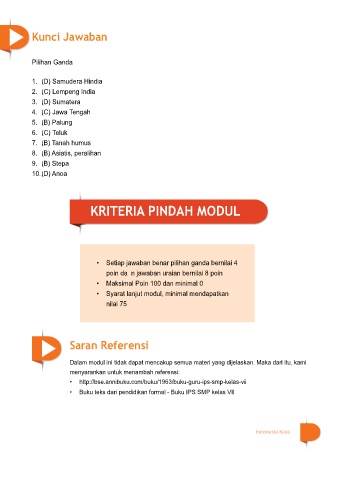 Kunci Jawaban
Pilihan Ganda
1. (D) Samudera Hindia
2. (C) Lempeng India
3. (D) Sumatera
4. (C) Jawa Tengah
5. (B) Palung
6. (C) Teluk
7. (B) Tanah humus
8. (B) Asiatis, peralihan
9. (B) Stepa
10. (D) Anoa
KRITERIA PINDAH MODUL
• Setiap jawaban benar pilihan ganda bernilai 4
poin da n jawaban uraian bernilai 8 poin
• Maksimal Poin 100 dan minimal 0
• Syarat lanjut modul, minimal mendapatkan
nilai 75
Saran Referensi
Dalam modul ini tidak dapat mencakup semua materi yang dijelaskan. Maka dari itu, kami
menyarankan untuk menambah referensi:
• http://bse.annibuku.com/buku/1963/buku-guru-ips-smp-kelas-vii
• Buku teks dari pendidikan formal - Buku IPS SMP kelas VII